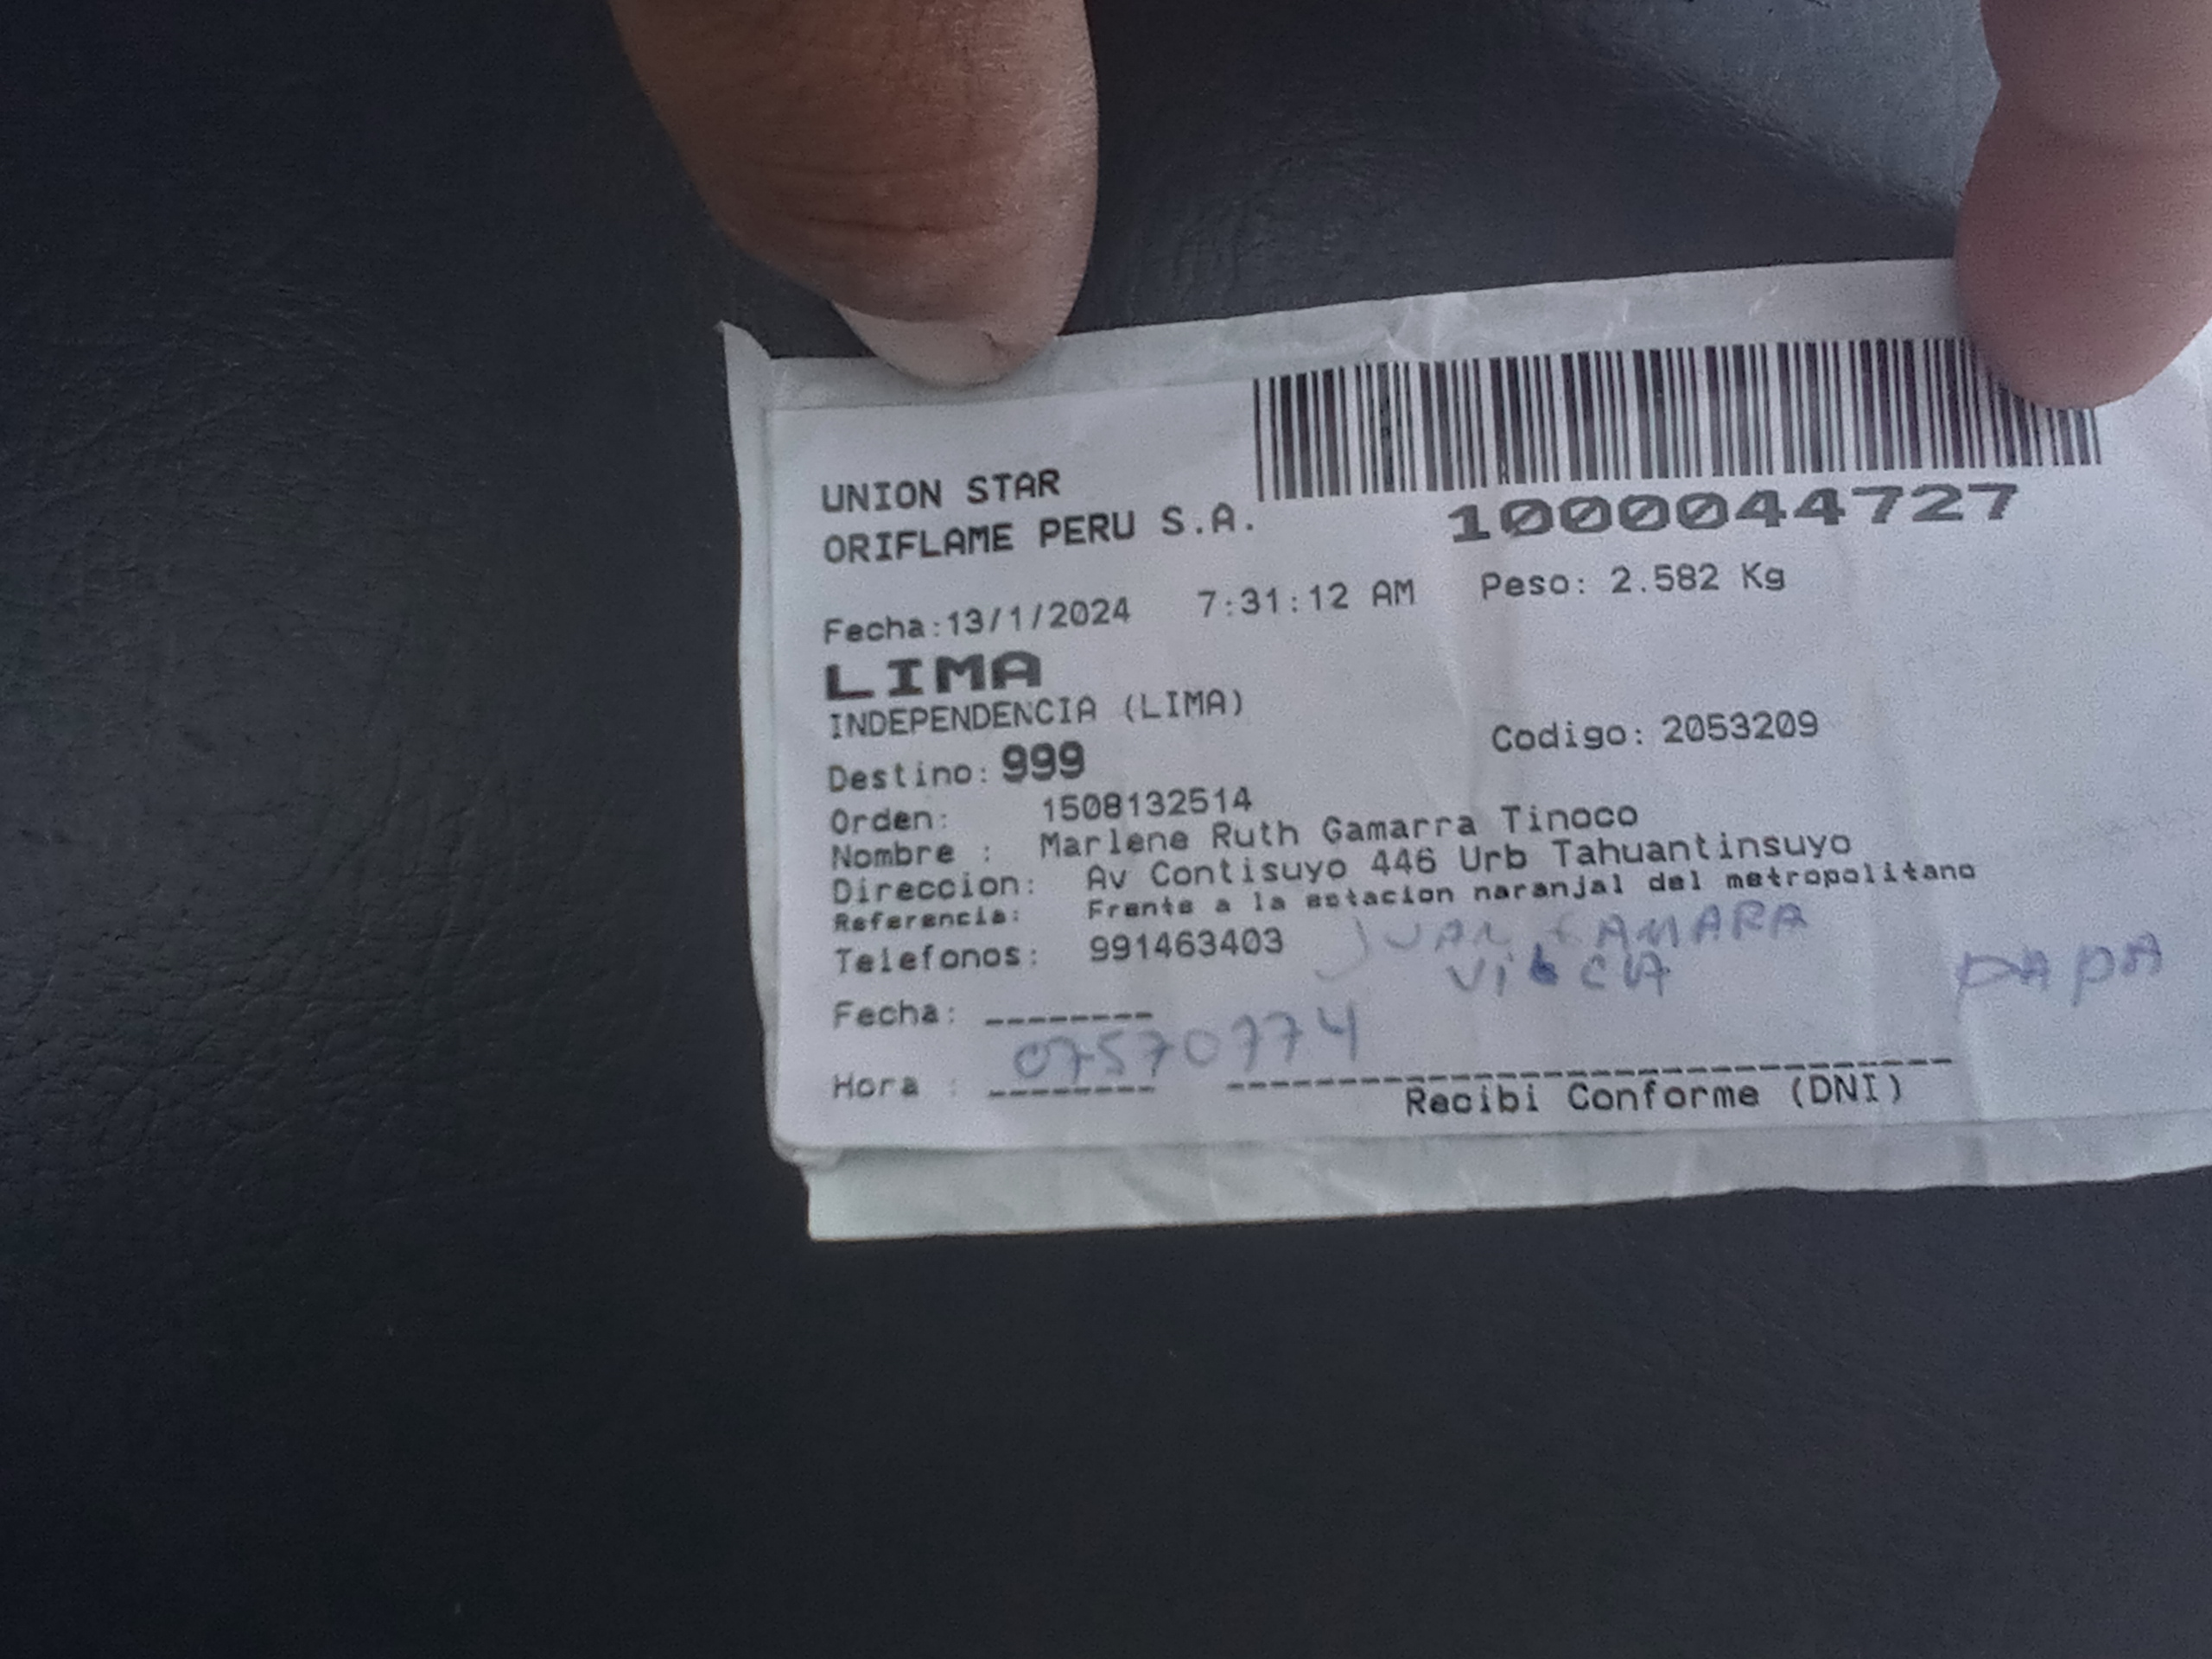 UNION STAR
ORIFLAME PERU S.A.
1000044727
Fecha:13/1/2024 7:31:12 AM Peso: 2.582 Kg
LIMA
INDEPENDENCIA (LIMA)
Destino: 999 Codigo: 2053209
Orden: 1508132514
Nombre : Marlene Ruth Gamarra Tinoco
Direccion: Av Contisuyo 446 Urb Tahuantinsuyo
Referencia: Frente a la estacion naranjal del metropolitano
Telefonos: 991463403 JUAN
PAPA
Fecha: --------
07570774
Hora : --------
Recibi Conforme (DNI)